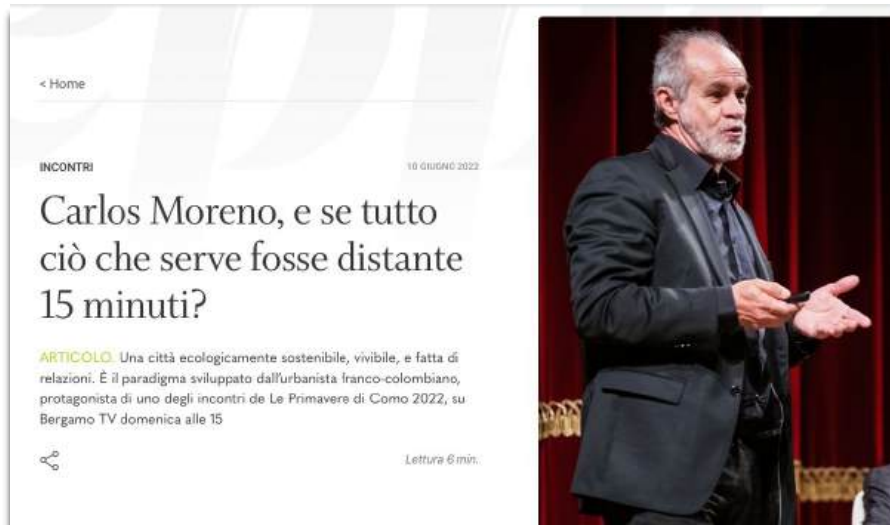 < Home
INCONTRI
10 GIUGNO 2022
Carlos Moreno, e se tutto
ciò che serve fosse distante
15 minuti?
ARTICOLO. Una città ecologicamente sostenibile, vivibile, e fatta di
relazioni. È il paradigma sviluppato dall'urbanista franco-colombiano,
protagonista di uno degli incontri de Le Primavere di Como 2022, su
Bergamo TV domenica alle 15
Lettura 6 min.